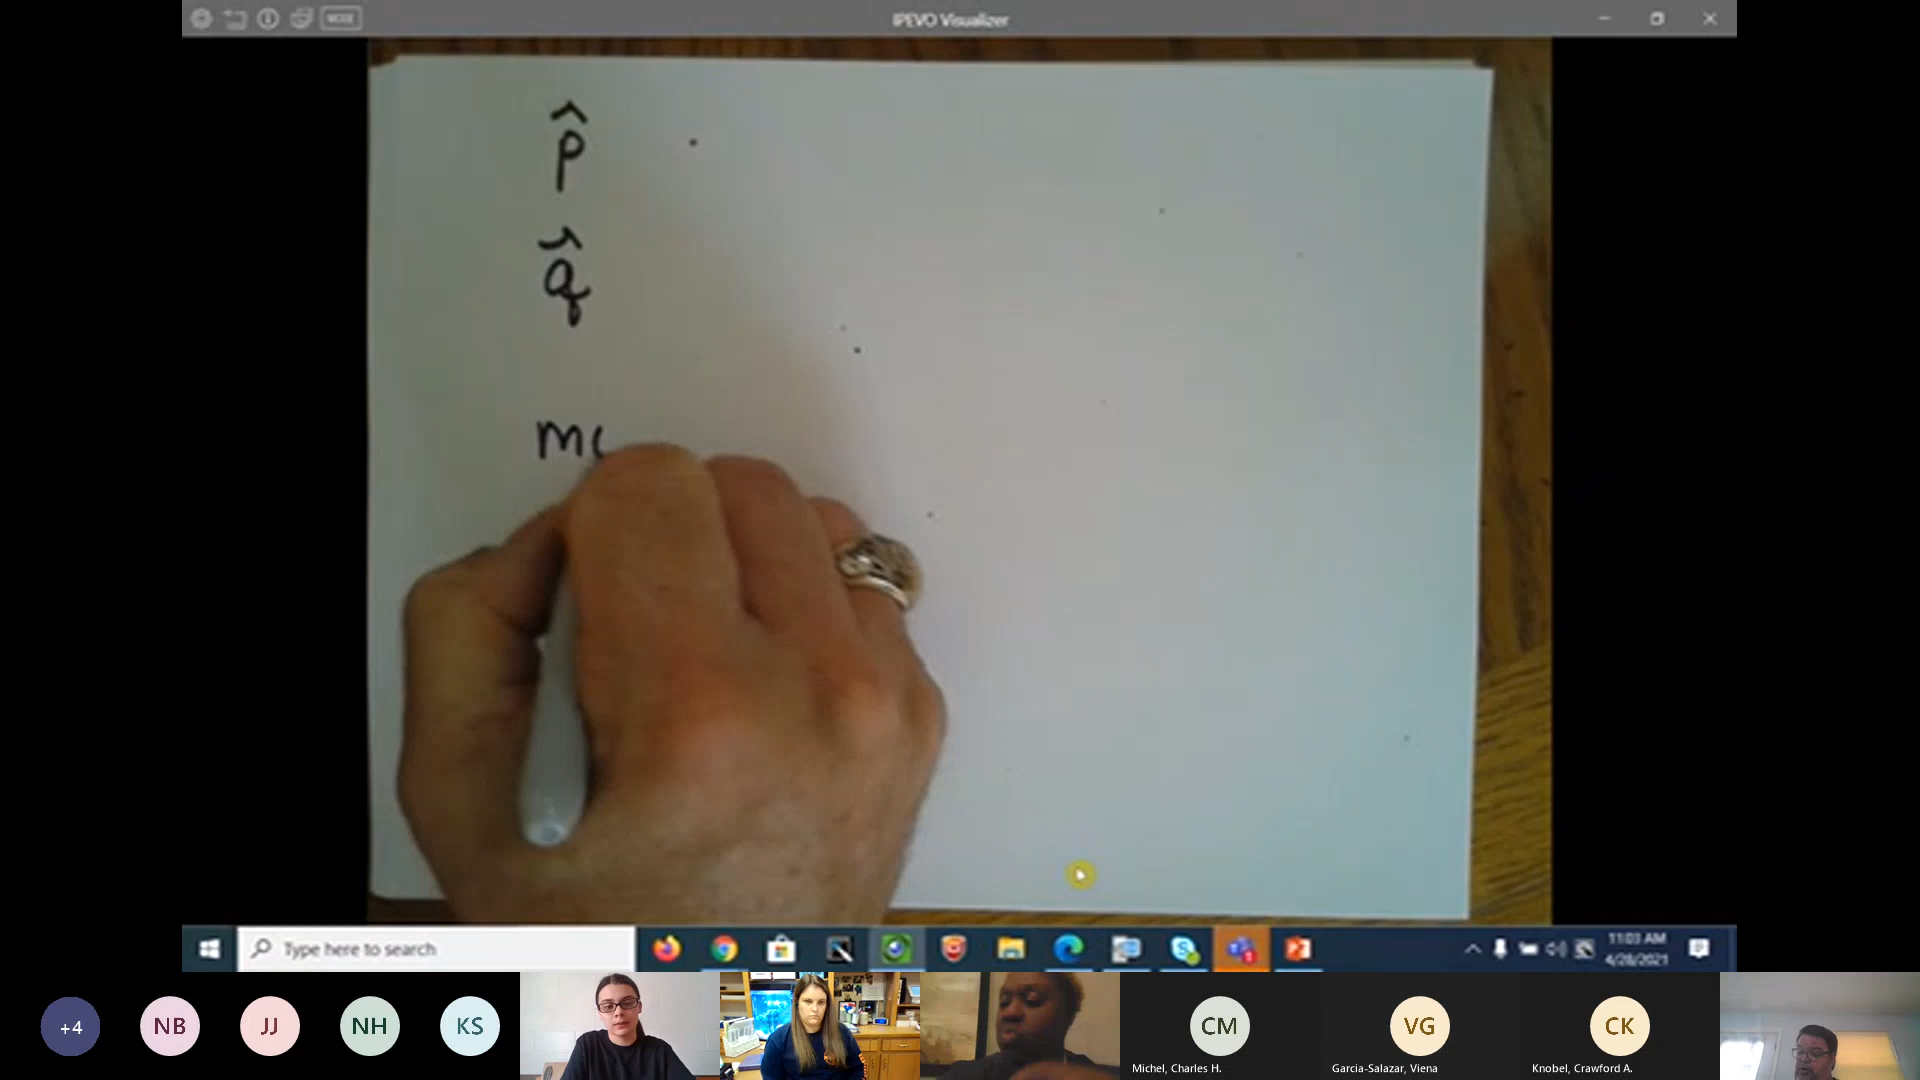 MODE
IPEVO Visualizer
p̂
q̂
Type here to search
11:03 AM
4/28/2021
+4
NB
JJ
NH
KS
CM
VG
CK
Michel, Charles H.
Garcia-Salazar, Viena
Knobel, Crawford A.